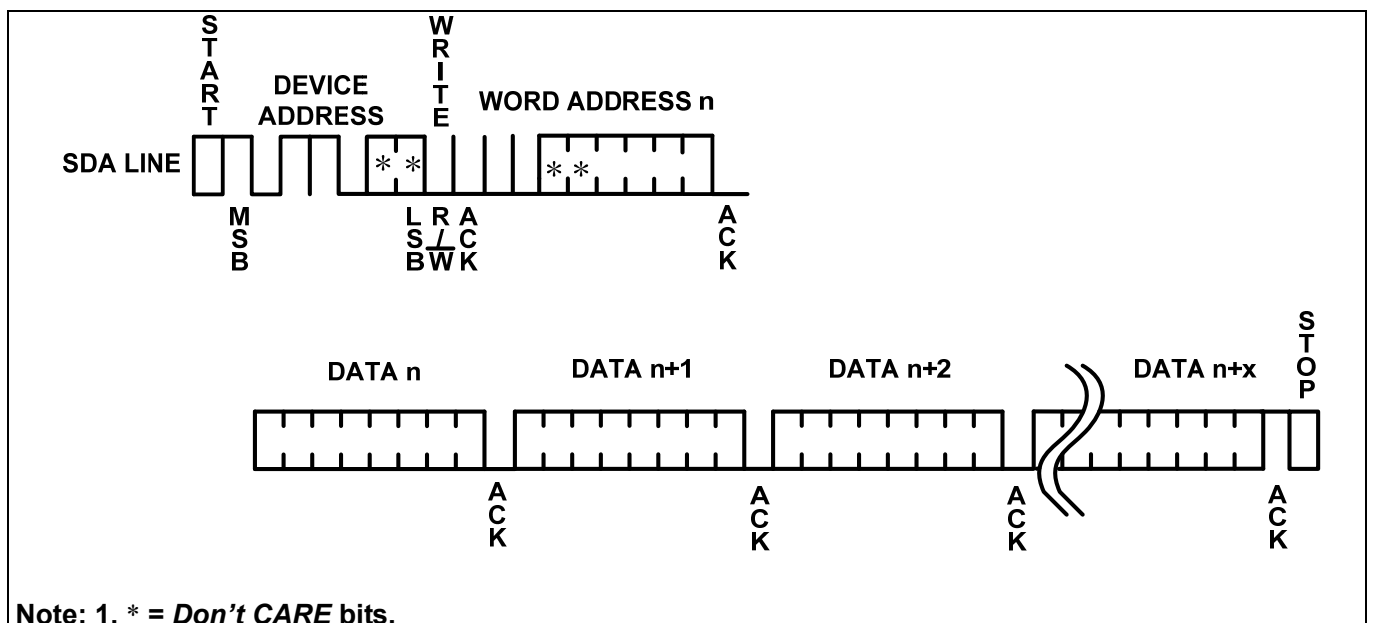 START
WRITE
DEVICE
ADDRESS
WORD ADDRESS n
SDA LINE
* *
* *
MSB
LSB
R/W
ACK
ACK
DATA n
DATA n+1
DATA n+2
DATA n+x
STOP
ACK
ACK
ACK
ACK
Note: 1. * = Don't CARE bits.